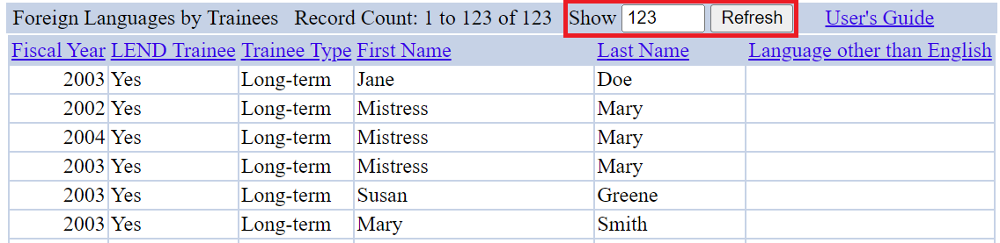 Foreign Languages by Trainees Record Count: 1 to 123 of 123 Show 123 Refresh User's Guide
Fiscal Year LEND Trainee Trainee Type First Name Last Name Language other than English
2003 Yes Long-term Jane Doe
2002 Yes Long-term Mistress Mary
2004 Yes Long-term Mistress Mary
2003 Yes Long-term Mistress Mary
2003 Yes Long-term Susan Greene
2003 Yes Long-term Mary Smith